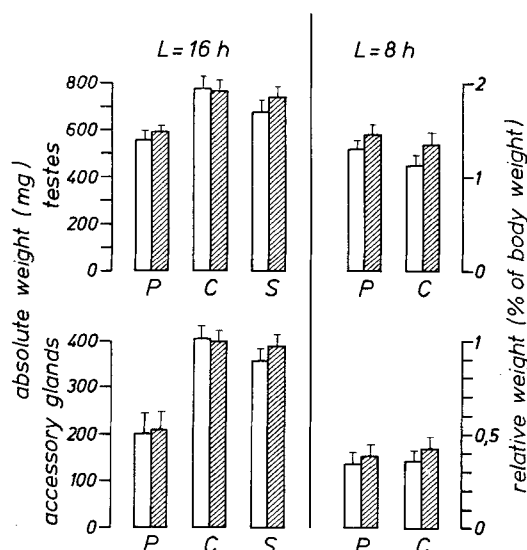 L = 16 h
L = 8 h
absolute weight (mg)
testes
800
600
400
200
0
P C S
P C
2
1
0
relative weight (% of body weight)
accessory glands
400
300
200
100
0
P C S
P C
1
0,5
0